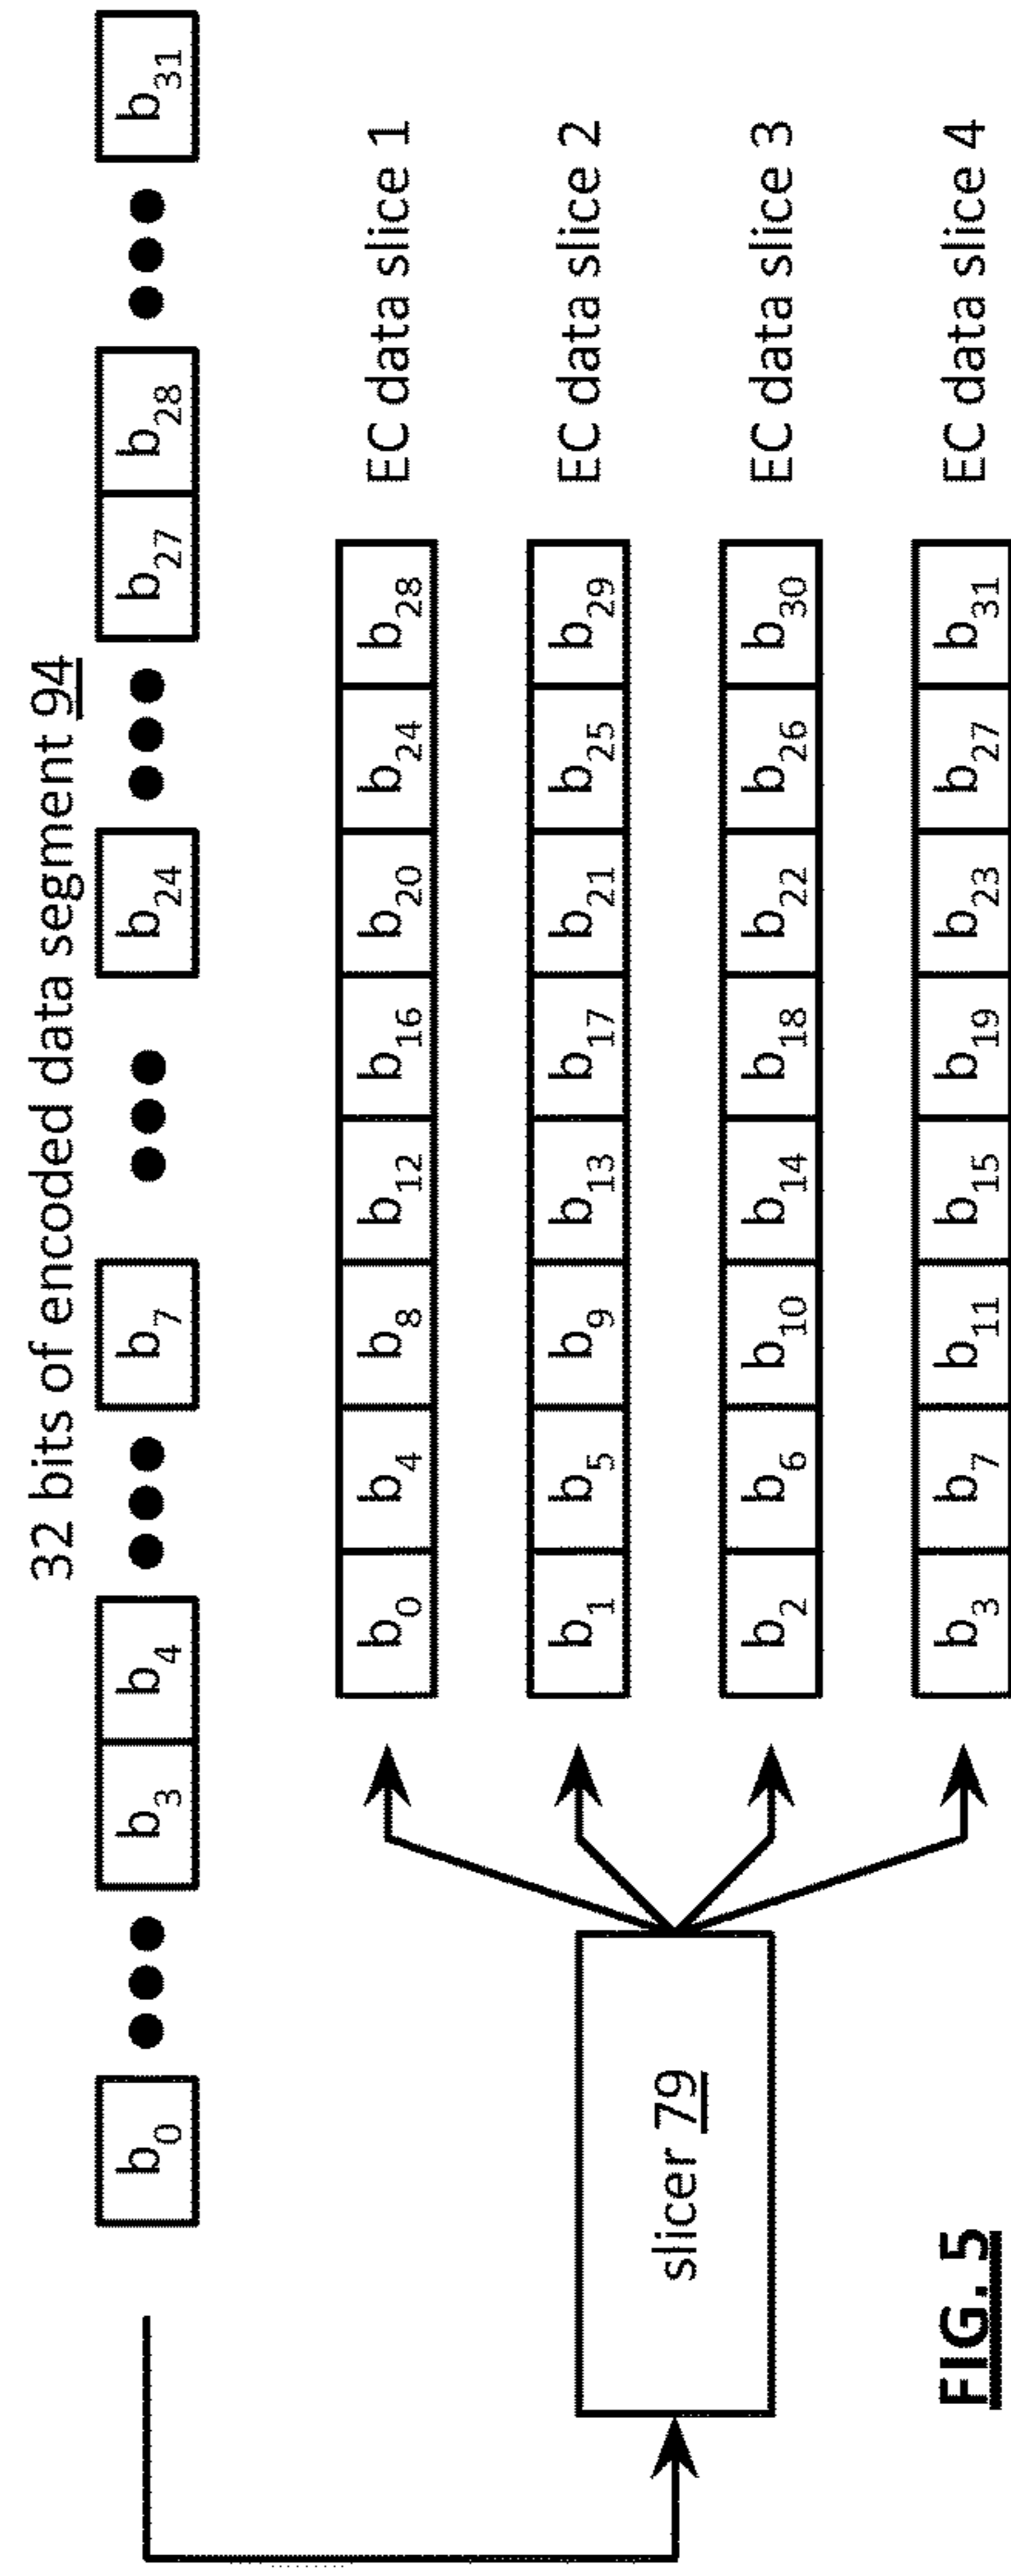 32 bits of encoded data segment 94
b0 b3 b4 b7 b24 b27 b28 b31
b0 b4 b8 b12 b16 b20 b24 b28 EC data slice 1
b1 b5 b9 b13 b17 b21 b25 b29 EC data slice 2
slicer 79
b2 b6 b10 b14 b18 b22 b26 b30 EC data slice 3
b3 b7 b11 b15 b19 b23 b27 b31 EC data slice 4
FIG. 5